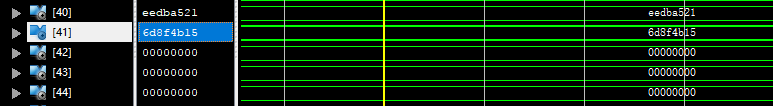 [40] eedba521 eedba521
[41] 6d8f4b15 6d8f4b15
[42] 00000000 00000000
[43] 00000000 00000000
[44] 00000000 00000000